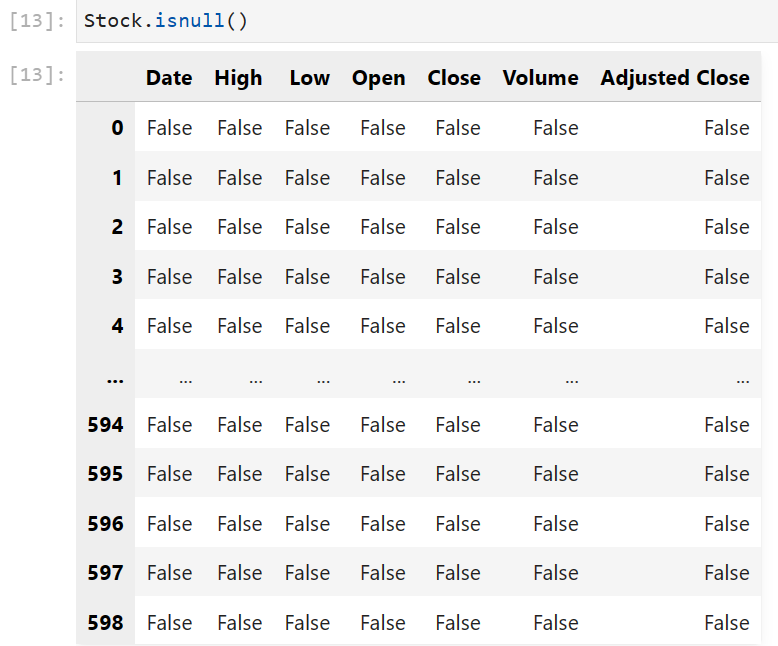 [13]: Stock.isnull()
[13]: Date High Low Open Close Volume Adjusted Close
0 False False False False False False False
1 False False False False False False False
2 False False False False False False False
3 False False False False False False False
4 False False False False False False False
... ... ... ... ... ... ... ...
594 False False False False False False False
595 False False False False False False False
596 False False False False False False False
597 False False False False False False False
598 False False False False False False False